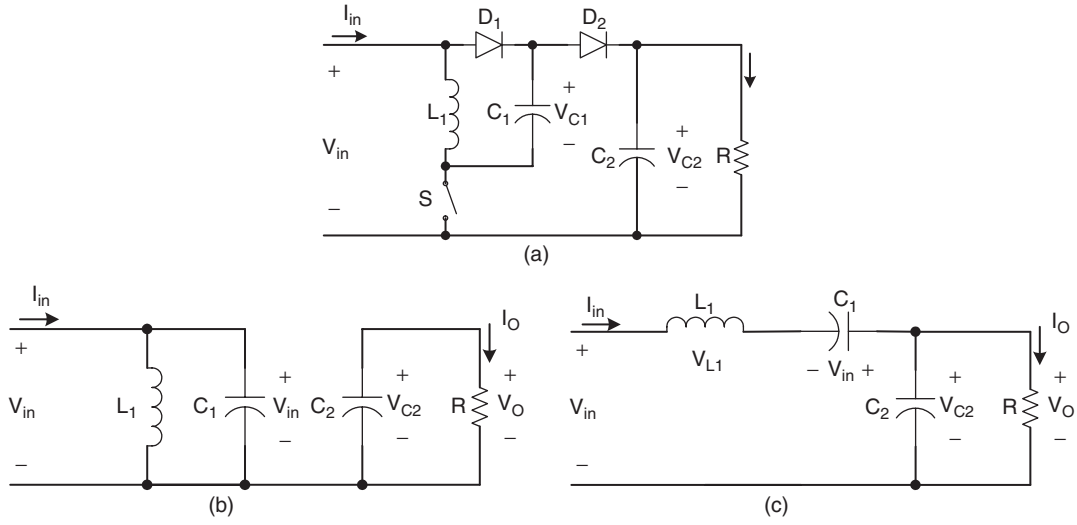 I_in D_1 D_2
+
L_1 C_1 + V_C1 −
V_in
C_2 + V_C2 − R
S
−
(a)
I_in I_O
+
V_in L_1 C_1 + V_in − C_2 + V_C2 − R + V_O −
−
(b)
I_in L_1 C_1 I_O
+
V_L1 − V_in +
V_in C_2 + V_C2 − R + V_O −
−
(c)